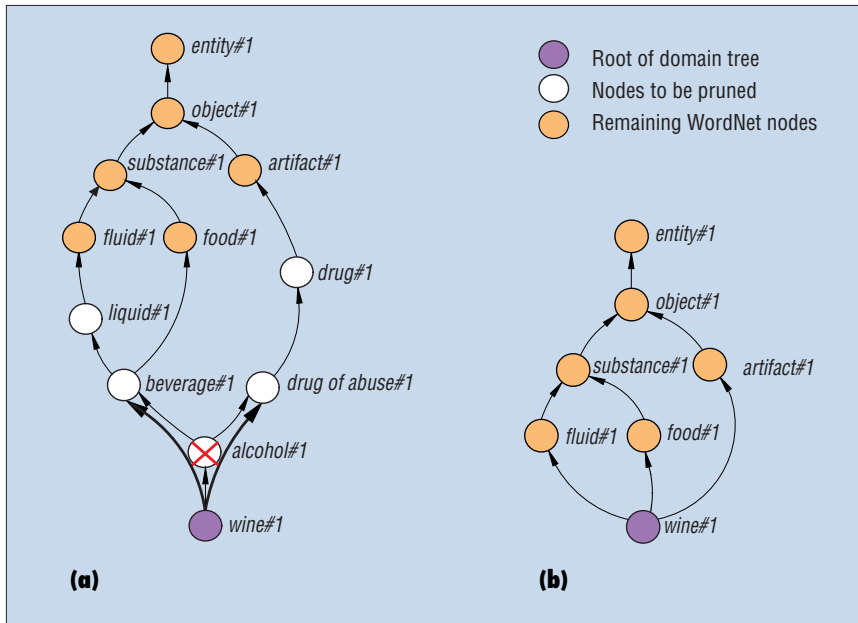 entity#1
object#1
substance#1
artifact#1
fluid#1
food#1
drug#1
liquid#1
beverage#1
drug of abuse#1
alcohol#1
wine#1
(a)
Root of domain tree
Nodes to be pruned
Remaining WordNet nodes
entity#1
object#1
substance#1
artifact#1
fluid#1
food#1
wine#1
(b)